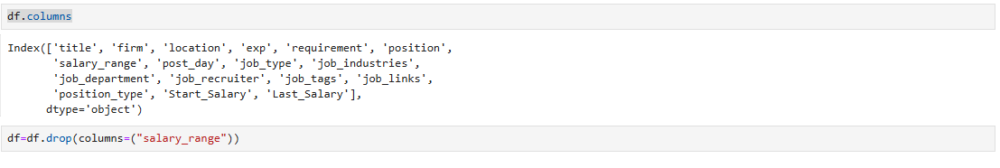 df.columns
Index(['title', 'firm', 'location', 'exp', 'requirement', 'position',
'salary_range', 'post_day', 'job_type', 'job_industries',
'job_department', 'job_recruiter', 'job_tags', 'job_links',
'position_type', 'Start_Salary', 'Last_Salary'],
dtype='object')
df=df.drop(columns=("salary_range"))